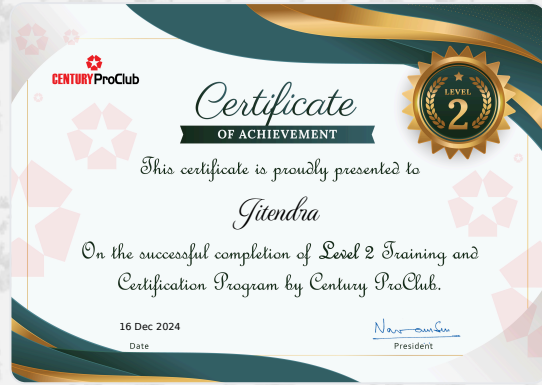 CENTURY ProClub
Certificate
OF ACHIEVEMENT
LEVEL
2
This certificate is proudly presented to
Jitendra
On the successful completion of Level 2 Training and
Certification Program by Century ProClub.
16 Dec 2024
Date
President